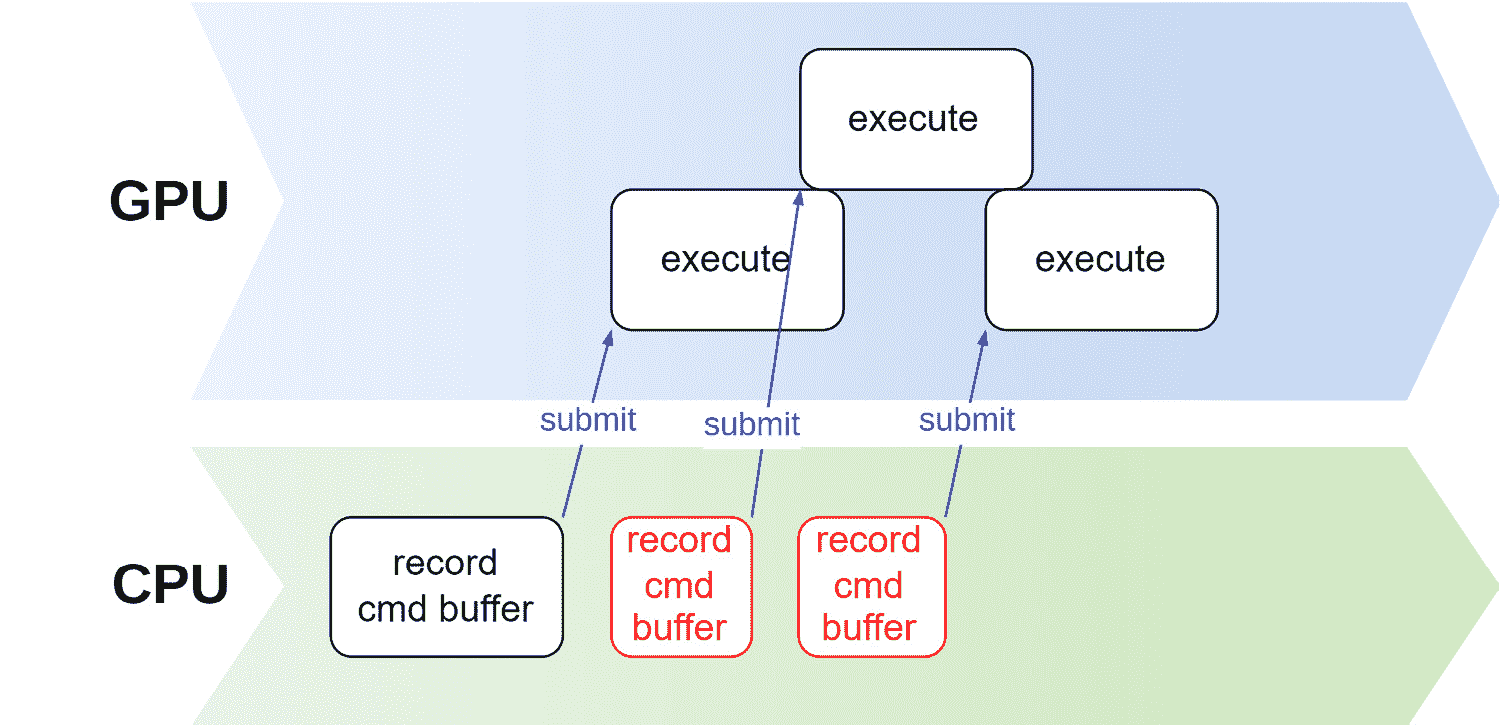 execute
GPU
execute
execute
submit
submit
submit
CPU
record
cmd buffer
record
cmd
buffer
record
cmd
buffer